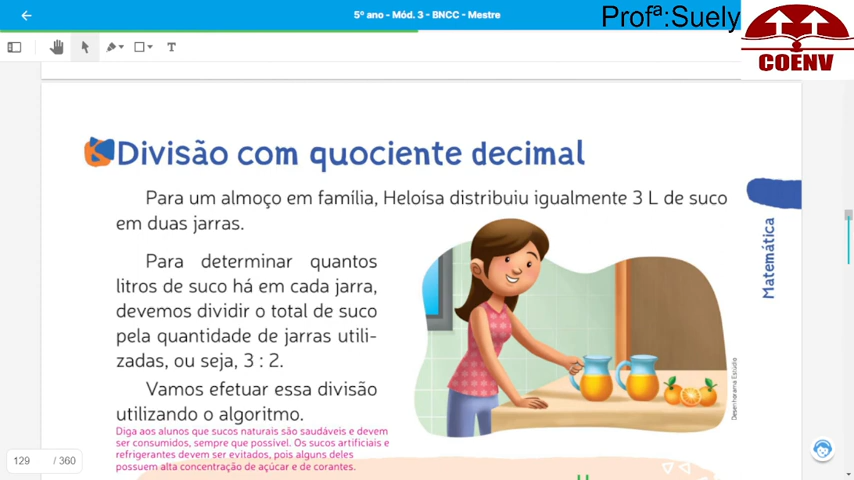 5º ano - Mód. 3 - BNCC - Mestre
Profª:Suely
COENV
T
Divisão com quociente decimal
Para um almoço em família, Heloísa distribuiu igualmente 3 L de suco
em duas jarras.
Para determinar quantos
litros de suco há em cada jarra,
devemos dividir o total de suco
pela quantidade de jarras utili-
zadas, ou seja, 3 : 2.
Vamos efetuar essa divisão
utilizando o algoritmo.
Diga aos alunos que sucos naturais são saudáveis e devem
ser consumidos, sempre que possível. Os sucos artificiais e
refrigerantes devem ser evitados, pois alguns deles
possuem alta concentração de açúcar e de corantes.
Matemática
Desenhorama Estúdio
129 / 360